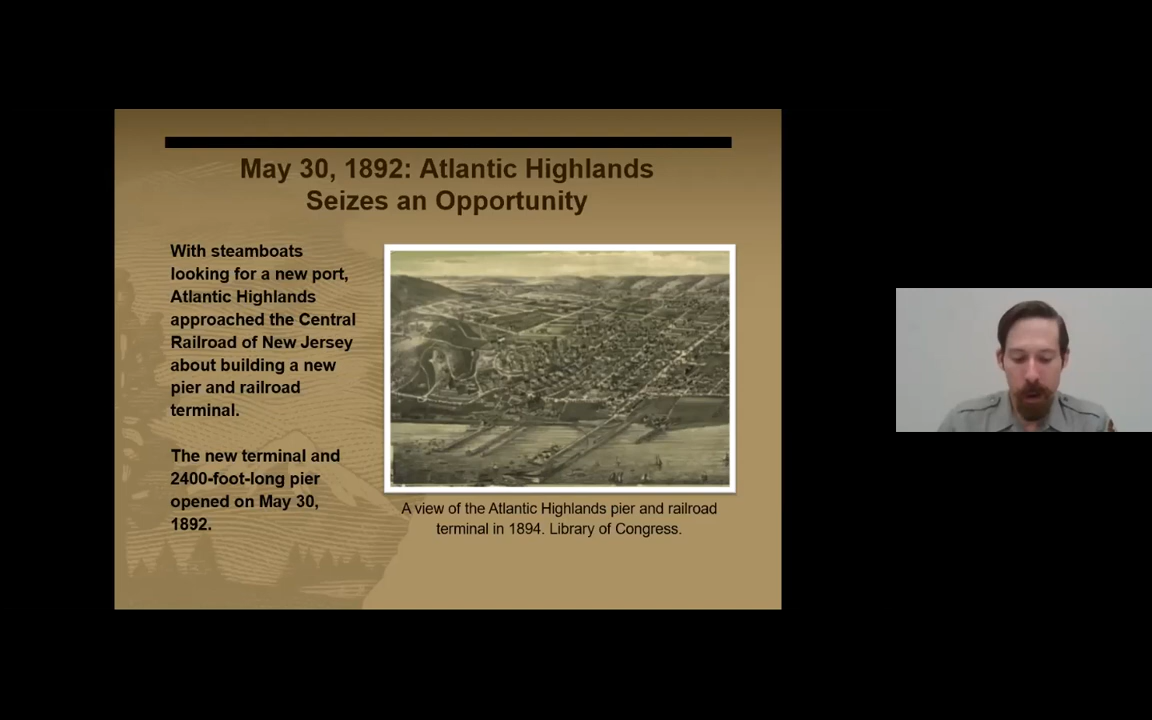 May 30, 1892: Atlantic Highlands
Seizes an Opportunity
With steamboats
looking for a new port,
Atlantic Highlands
approached the Central
Railroad of New Jersey
about building a new
pier and railroad
terminal.
The new terminal and
2400-foot-long pier
opened on May 30,
1892.
A view of the Atlantic Highlands pier and railroad
terminal in 1894. Library of Congress.